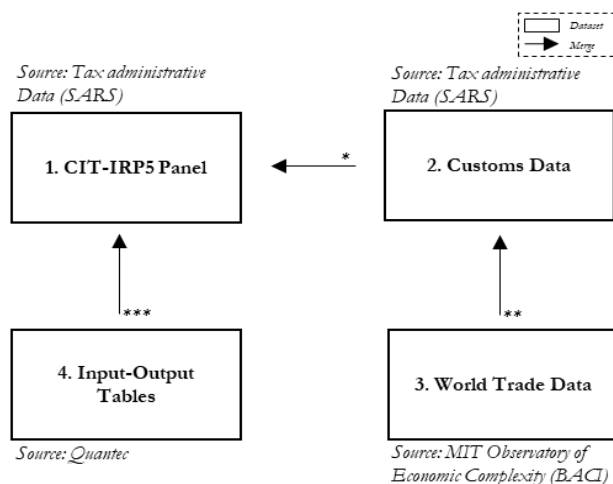 Dataset
Merge
Source: Tax administrative
Data (SARS)
Source: Tax administrative
Data (SARS)
1. CIT-IRP5 Panel
*
2. Customs Data
***
**
4. Input-Output
Tables
3. World Trade Data
Source: Quantec
Source: MIT Observatory of
Economic Complexity (BACI)